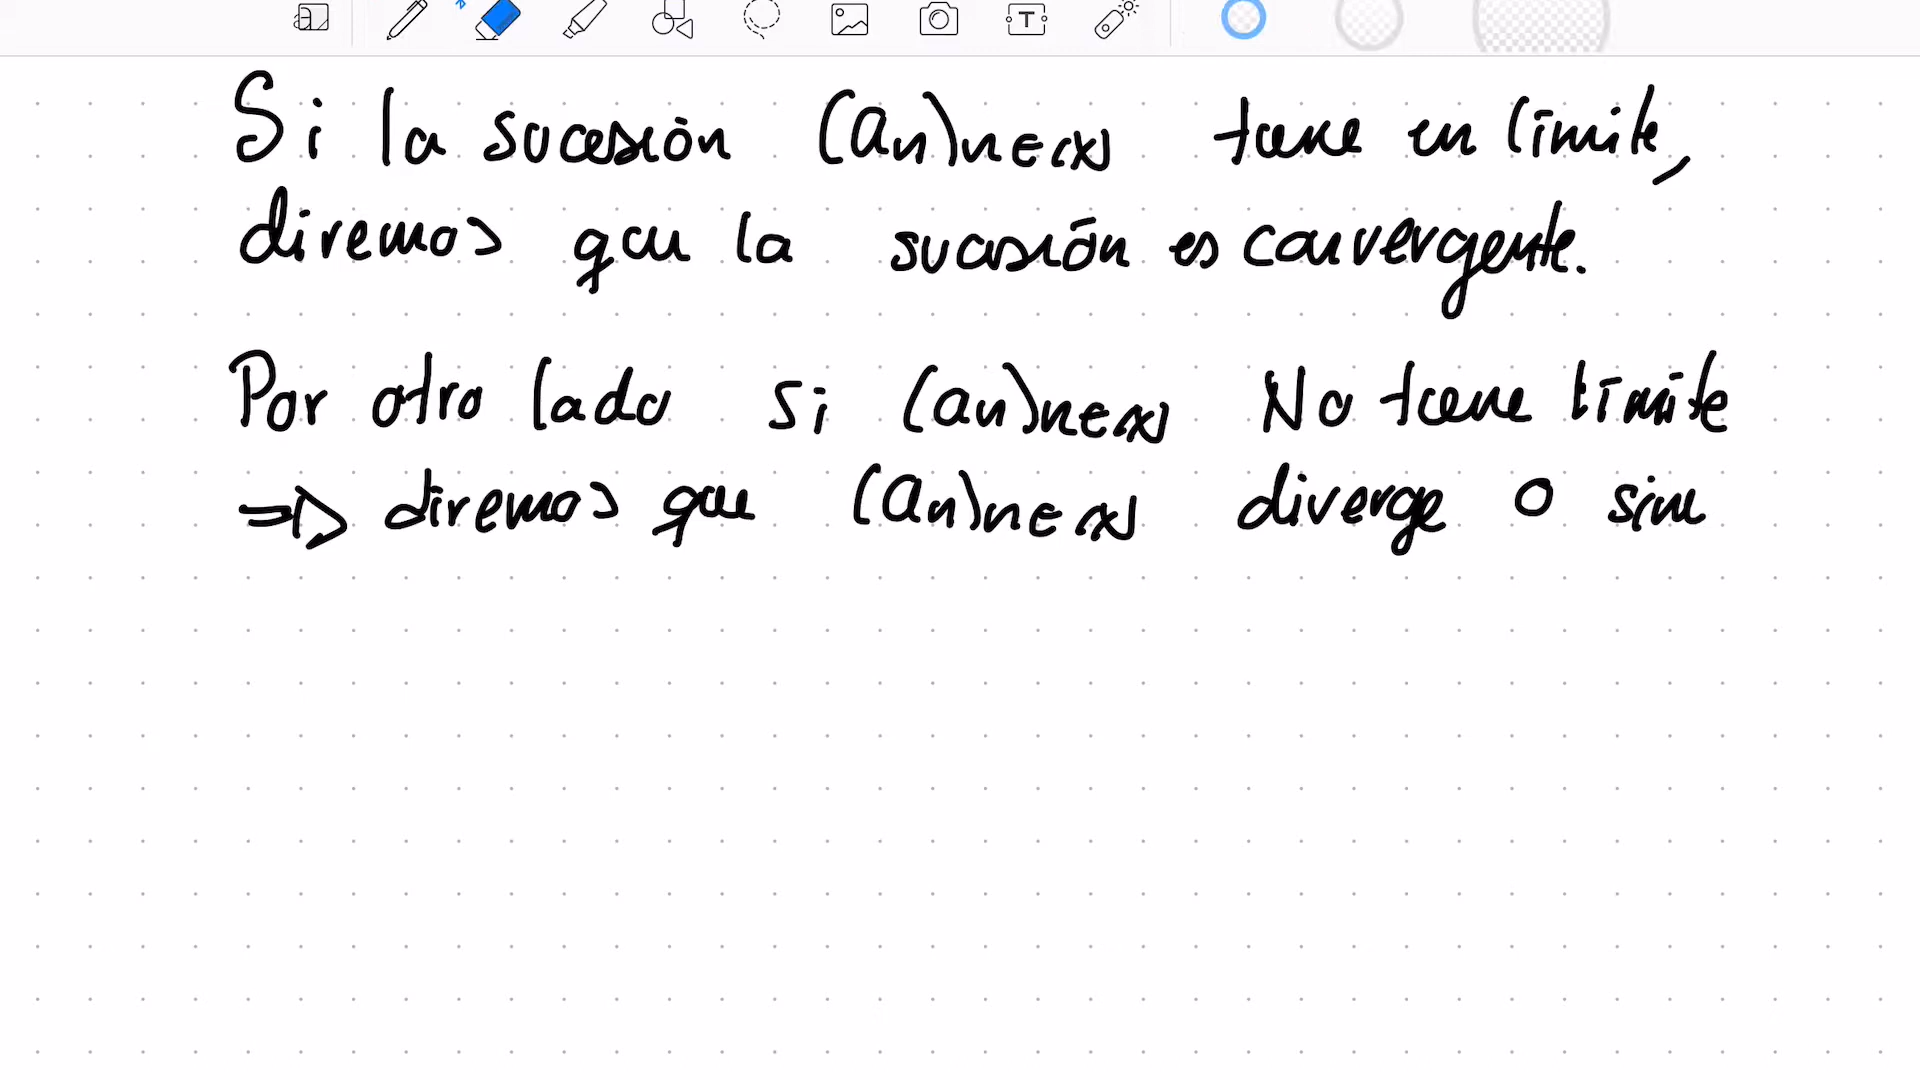 Si la sucesión (an)n∈ℕ tiene un límite,
diremos que la sucesión es convergente.
Por otro lado si (an)n∈ℕ No tiene límite
⇒ diremos que (an)n∈ℕ diverge o sine